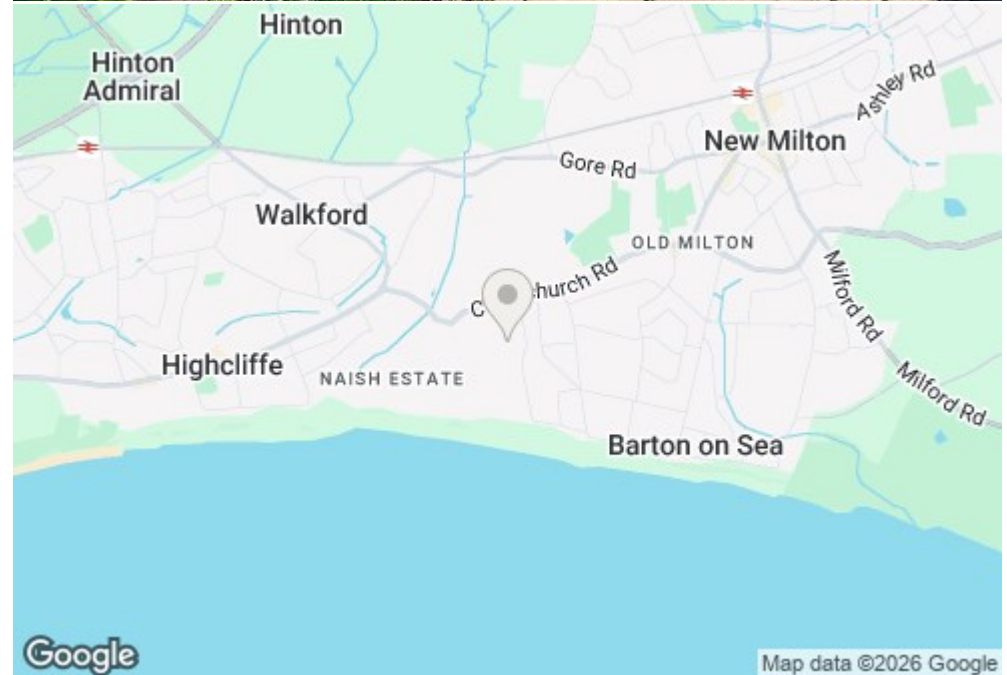 Hinton
Hinton
Admiral
Ashley Rd
New Milton
Gore Rd
Walkford
OLD MILTON
church Rd
Milford Rd
Highcliffe
NAISH ESTATE
Milford Rd
Barton on Sea
Google
Map data ©2026 Google